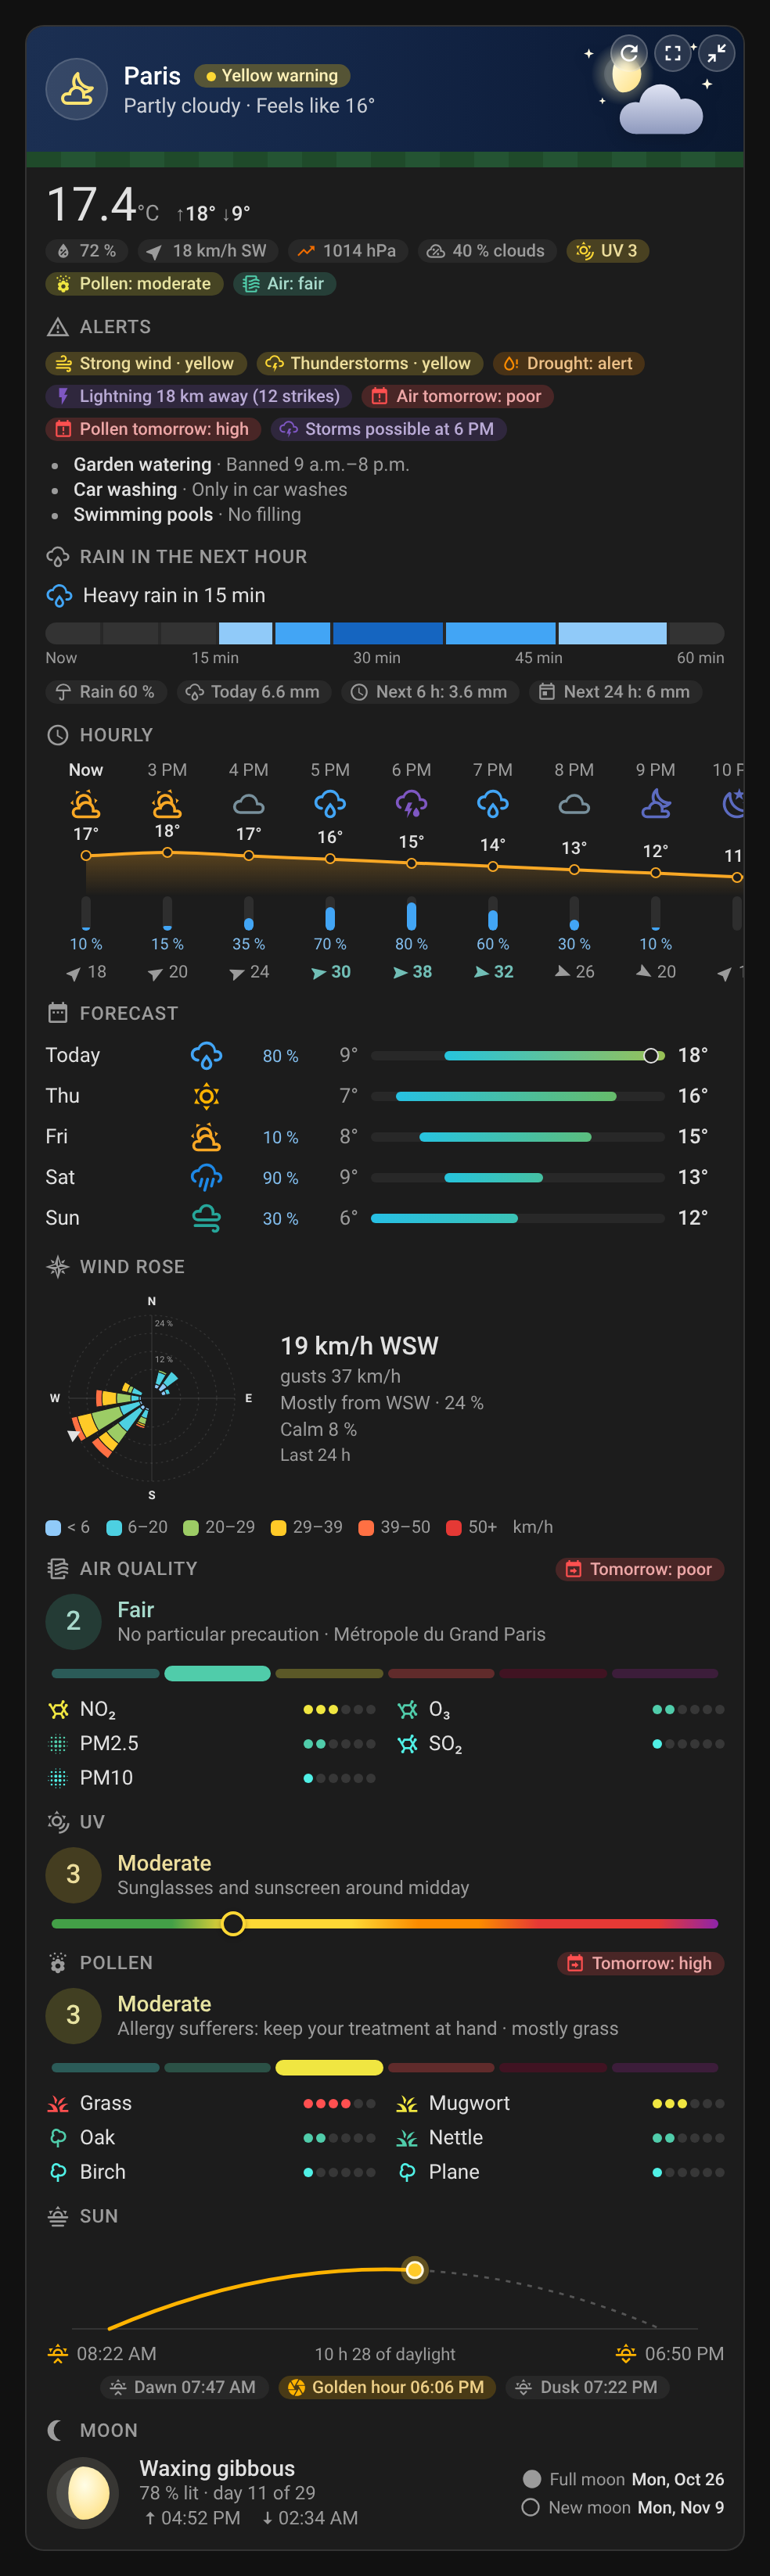 Paris Yellow warning
Partly cloudy · Feels like 16°
17.4°C ↑18° ↓9°
72 % 18 km/h SW 1014 hPa 40 % clouds UV 3
Pollen: moderate Air: fair
ALERTS
Strong wind · yellow Thunderstorms · yellow Drought: alert
Lightning 18 km away (12 strikes) Air tomorrow: poor
Pollen tomorrow: high Storms possible at 6 PM
• Garden watering · Banned 9 a.m.–8 p.m.
• Car washing · Only in car washes
• Swimming pools · No filling
RAIN IN THE NEXT HOUR
Heavy rain in 15 min
Now 15 min 30 min 45 min 60 min
Rain 60 % Today 6.6 mm Next 6 h: 3.6 mm Next 24 h: 6 mm
HOURLY
Now 3 PM 4 PM 5 PM 6 PM 7 PM 8 PM 9 PM 10
17° 18° 17° 16° 15° 14° 13° 12° 11
10 % 15 % 35 % 70 % 80 % 60 % 30 % 10 %
18 20 24 30 38 32 26 20
FORECAST
Today 80 % 9° 18°
Thu 7° 16°
Fri 10 % 8° 15°
Sat 90 % 9° 13°
Sun 30 % 6° 12°
WIND ROSE
N
24 %
12 %
W E
S
19 km/h WSW
gusts 37 km/h
Mostly from WSW · 24 %
Calm 8 %
Last 24 h
< 6 6–20 20–29 29–39 39–50 50+ km/h
AIR QUALITY Tomorrow: poor
2 Fair
No particular precaution · Métropole du Grand Paris
NO₂ O₃
PM2.5 SO₂
PM10
UV
3 Moderate
Sunglasses and sunscreen around midday
POLLEN Tomorrow: high
3 Moderate
Allergy sufferers: keep your treatment at hand · mostly grass
Grass Mugwort
Oak Nettle
Birch Plane
SUN
08:22 AM 10 h 28 of daylight 06:50 PM
Dawn 07:47 AM Golden hour 06:06 PM Dusk 07:22 PM
MOON
Waxing gibbous
78 % lit · day 11 of 29
↑ 04:52 PM ↓ 02:34 AM
Full moon Mon, Oct 26
New moon Mon, Nov 9